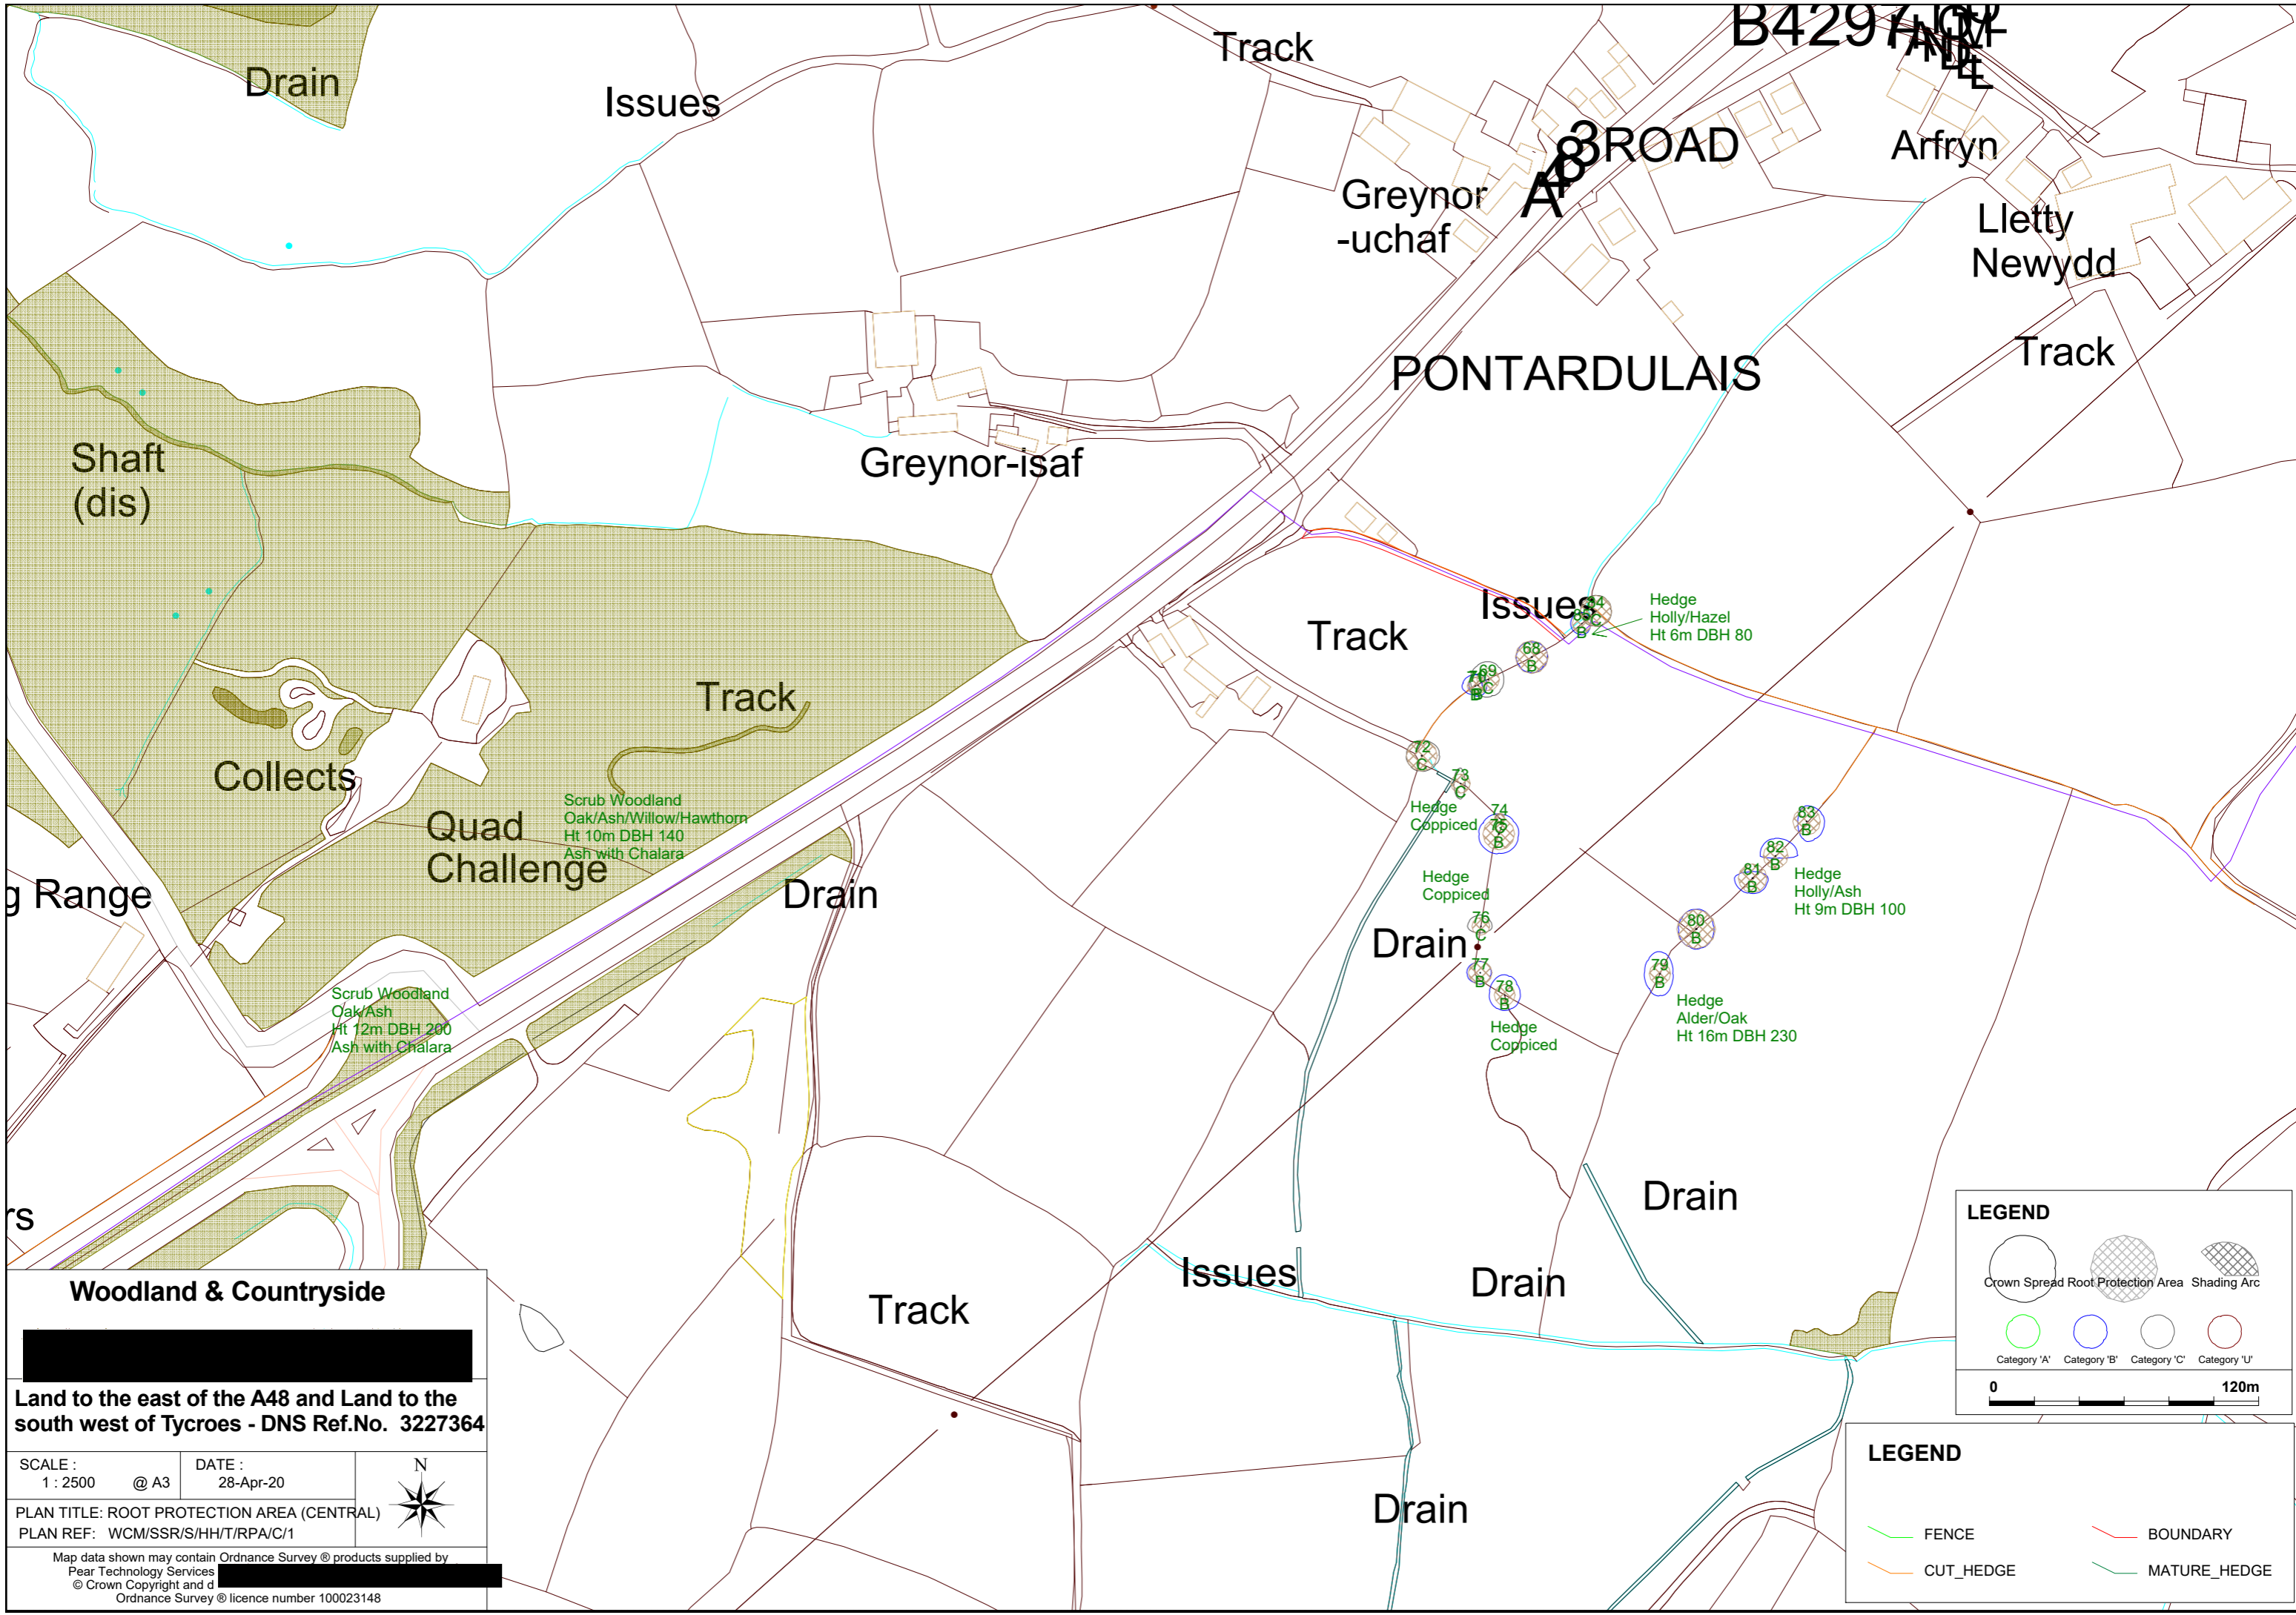 Drain
Issues
Track
B4297
A 4 8 3 ROAD
Greynor
-uchaf
Arfryn
Lletty
Newydd
Track
PONTARDULAIS
Shaft
(dis)
Greynor-isaf
Issues
84
C
85
B
Hedge
Holly/Hazel
Ht 6m DBH 80
Track
68
B
69
C
B
Track
72
C
73
C
Hedge
Coppiced
74
75
B
83
B
82
B
81
B
Hedge
Holly/Ash
Ht 9m DBH 100
Collects
Quad
Challenge
Scrub Woodland
Oak/Ash/Willow/Hawthorn
Ht 10m DBH 140
Ash with Chalara
g Range
Drain
Hedge
Coppiced
76
C
Drain
77
B
78
B
Hedge
Coppiced
80
B
79
B
Hedge
Alder/Oak
Ht 16m DBH 230
Scrub Woodland
Oak/Ash
Ht 12m DBH 200
Ash with Chalara
rs
Drain
Issues
Drain
Track
Drain
Woodland & Countryside
Land to the east of the A48 and Land to the
south west of Tycroes - DNS Ref.No. 3227364
SCALE :
1 : 2500 @ A3
DATE :
28-Apr-20
N
PLAN TITLE: ROOT PROTECTION AREA (CENTRAL)
PLAN REF: WCM/SSR/S/HH/T/RPA/C/1
Map data shown may contain Ordnance Survey ® products supplied by
Pear Technology Services
© Crown Copyright and d
Ordnance Survey ® licence number 100023148
LEGEND
Crown Spread Root Protection Area Shading Arc
Category 'A' Category 'B' Category 'C' Category 'U'
0 120m
LEGEND
FENCE BOUNDARY
CUT_HEDGE MATURE_HEDGE